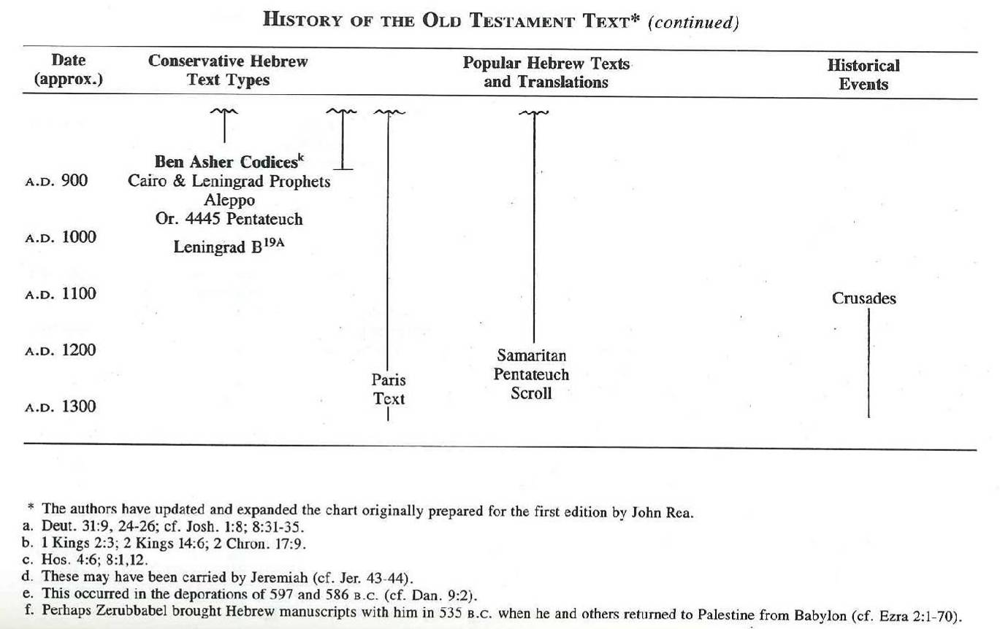 HISTORY OF THE OLD TESTAMENT TEXT* (continued)
Date
(approx.)
Conservative Hebrew
Text Types
Popular Hebrew Texts
and Translations
Historical
Events
Ben Asher Codicesᵏ
A.D. 900
Cairo & Leningrad Prophets
Aleppo
Or. 4445 Pentateuch
A.D. 1000
Leningrad B¹⁹ᴬ
A.D. 1100
Crusades
A.D. 1200
Samaritan
Pentateuch
Scroll
Paris
Text
A.D. 1300
* The authors have updated and expanded the chart originally prepared for the first edition by John Rea.
a. Deut. 31:9, 24-26; cf. Josh. 1:8; 8:31-35.
b. 1 Kings 2:3; 2 Kings 14:6; 2 Chron. 17:9.
c. Hos. 4:6; 8:1,12.
d. These may have been carried by Jeremiah (cf. Jer. 43-44).
e. This occurred in the deporations of 597 and 586 B.C. (cf. Dan. 9:2).
f. Perhaps Zerubbabel brought Hebrew manuscripts with him in 535 B.C. when he and others returned to Palestine from Babylon (cf. Ezra 2:1-70).